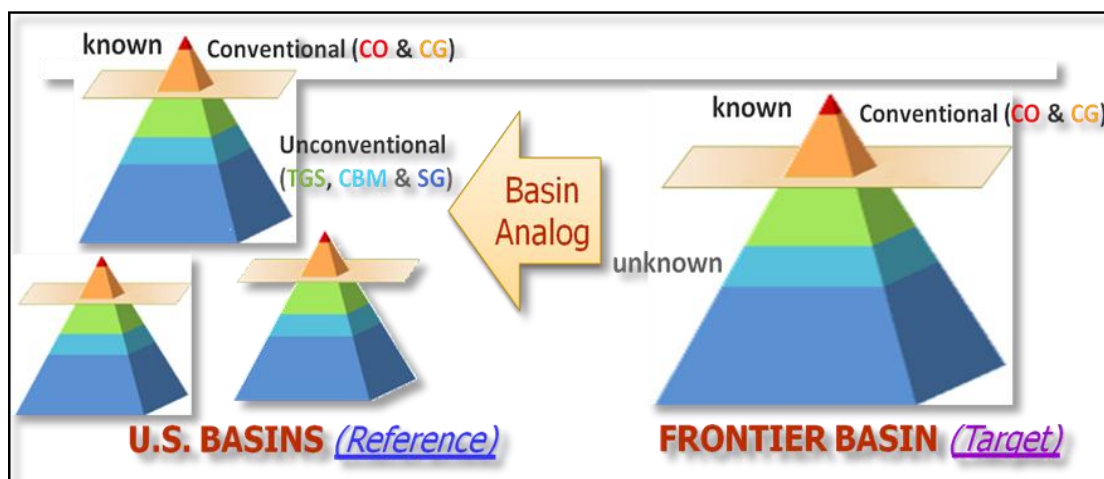 known
Conventional (CO & CG)
Unconventional
(TGS, CBM & SG)
Basin
Analog
known
Conventional (CO & CG)
unknown
U.S. BASINS (Reference)
FRONTIER BASIN (Target)